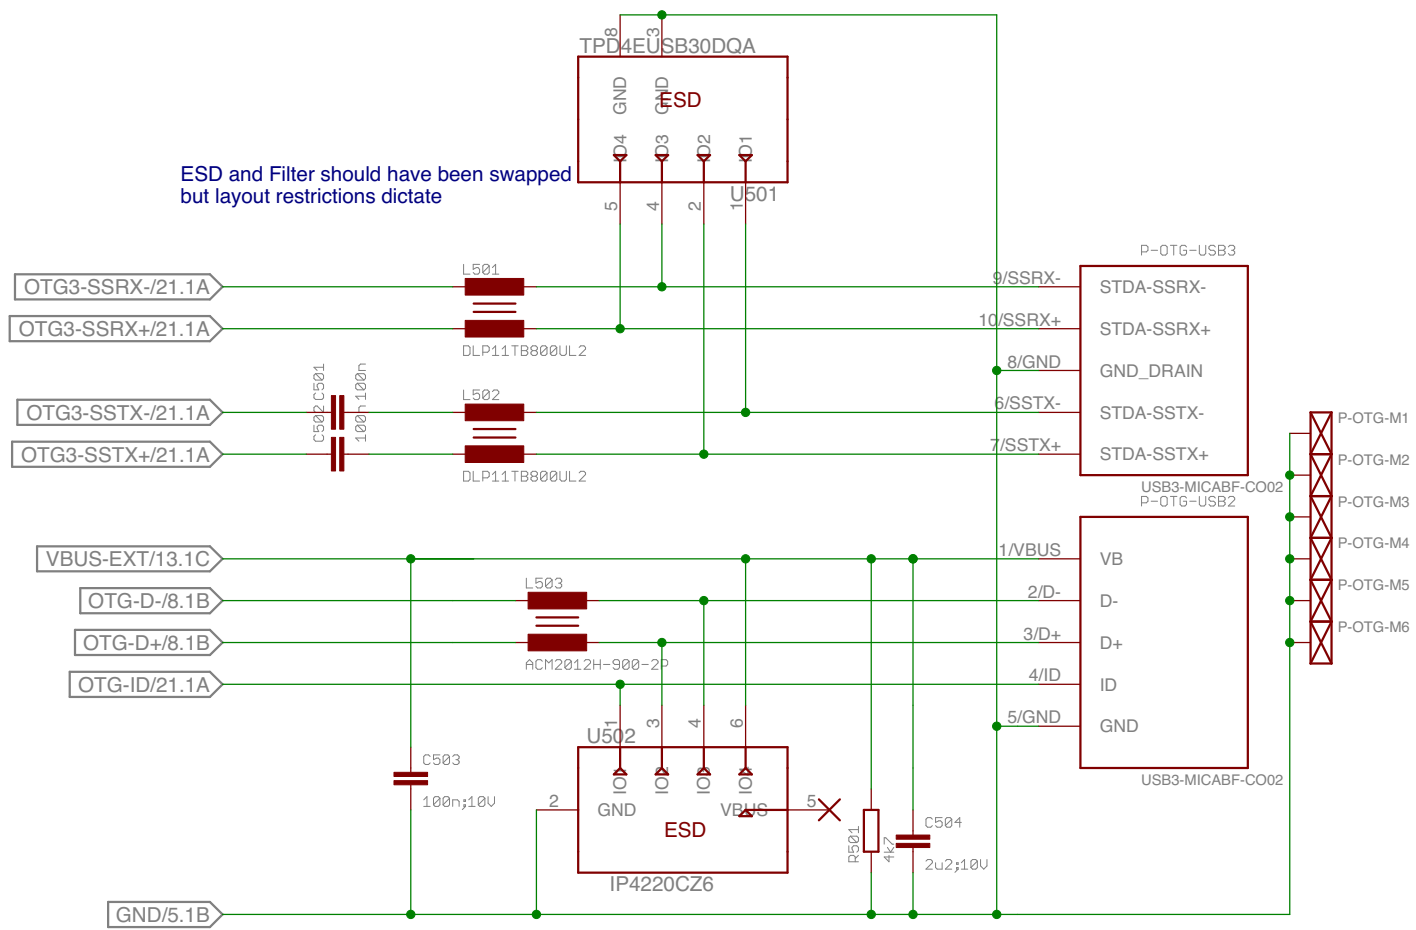 8
3
TPD4EUSB30DQA
GND
GND
ESD
D4
D3
D2
D1
U501
5
4
2
1
ESD and Filter should have been swapped
but layout restrictions dictate
P-OTG-USB3
OTG3-SSRX-/21.1A
L501
9/SSRX-
STDA-SSRX-
OTG3-SSRX+/21.1A
10/SSRX+
STDA-SSRX+
DLP11TB800UL2
8/GND
GND_DRAIN
C501
100n
OTG3-SSTX-/21.1A
L502
6/SSTX-
STDA-SSTX-
C502
100n
OTG3-SSTX+/21.1A
7/SSTX+
STDA-SSTX+
DLP11TB800UL2
USB3-MICABF-CO02
P-OTG-M1
P-OTG-M2
P-OTG-M3
P-OTG-M4
P-OTG-M5
P-OTG-M6
P-OTG-USB2
VBUS-EXT/13.1C
1/VBUS
VB
OTG-D-/8.1B
L503
2/D-
D-
OTG-D+/8.1B
3/D+
D+
ACM2012H-900-2P
OTG-ID/21.1A
4/ID
ID
5/GND
GND
USB3-MICABF-CO02
1
3
4
6
U502
IO1
IO2
IO3
IO4
2
GND
VBUS
5
ESD
IP4220CZ6
C503
100n;10V
R501
4k7
C504
2u2;10V
GND/5.1B